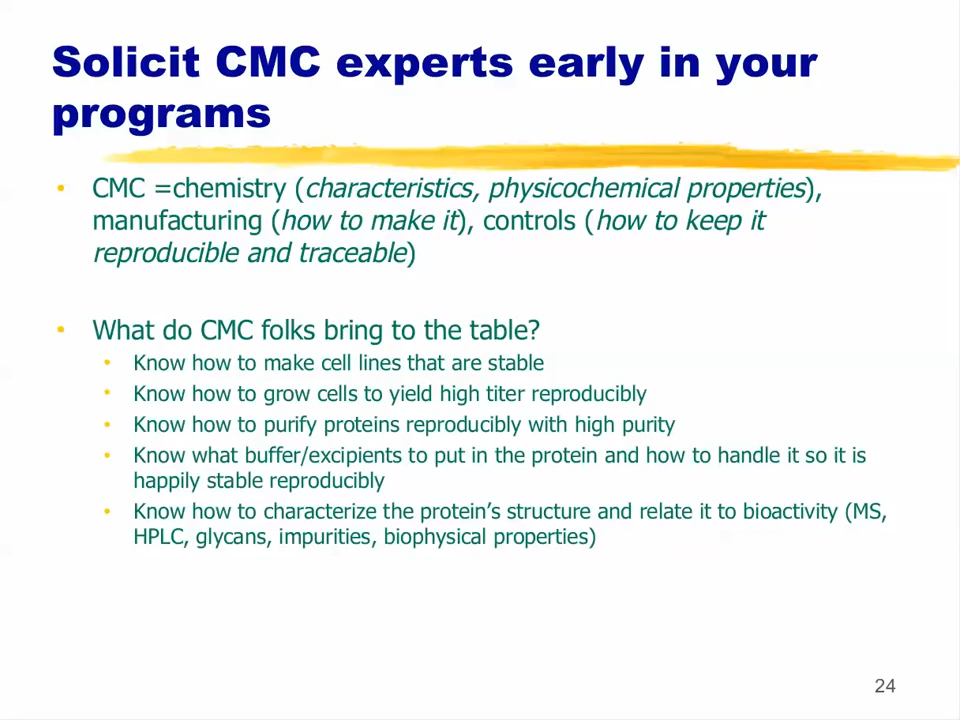 Solicit CMC experts early in your
programs
• CMC =chemistry (characteristics, physicochemical properties),
manufacturing (how to make it), controls (how to keep it
reproducible and traceable)
• What do CMC folks bring to the table?
• Know how to make cell lines that are stable
• Know how to grow cells to yield high titer reproducibly
• Know how to purify proteins reproducibly with high purity
• Know what buffer/excipients to put in the protein and how to handle it so it is
happily stable reproducibly
• Know how to characterize the protein’s structure and relate it to bioactivity (MS,
HPLC, glycans, impurities, biophysical properties)
24